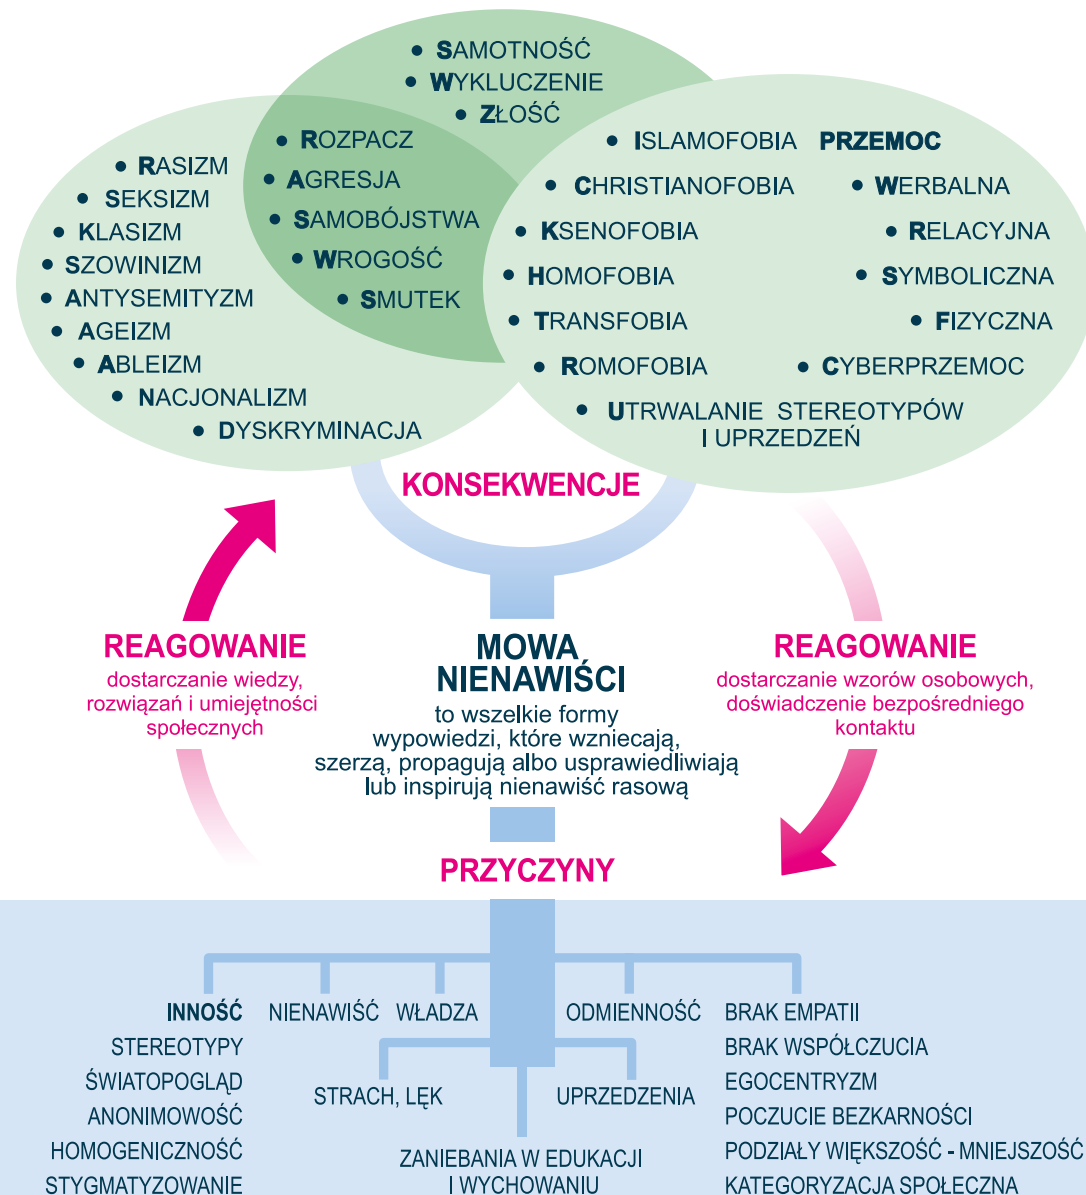 • SAMOTNOŚĆ
• WYKLUCZENIE
• ZŁOŚĆ
• RASIZM
• SEKSIZM
• KLASIZM
• SZOWINIZM
• ANTYSEMITYZM
• AGEIZM
• ABLEIZM
• NACJONALIZM
• DYSKRYMINACJA
• ROZPACZ
• AGRESJA
• SAMOBÓJSTWA
• WROGOŚĆ
• SMUTEK
• ISLAMOFOBIA
• CHRISTIANOFOBIA
• KSENOFOBIA
• HOMOFOBIA
• TRANSFOBIA
• ROMOFOBIA
• UTRWALANIE STEREOTYPÓW
I UPRZEDZEŃ
PRZEMOC
• WERBALNA
• RELACYJNA
• SYMBOLICZNA
• FIZYCZNA
• CYBERPRZEMOC
KONSEKWENCJE
REAGOWANIE
dostarczanie wiedzy,
rozwiązań i umiejętności
społecznych
MOWA
NIENAWIŚCI
to wszelkie formy
wypowiedzi, które wzniecają,
szerzą, propagują albo usprawiedliwiają
lub inspirują nienawiść rasową
REAGOWANIE
dostarczanie wzorów osobowych,
doświadczenie bezpośredniego
kontaktu
PRZYCZYNY
INNOŚĆ
STEREOTYPY
ŚWIATOPOGLĄD
ANONIMOWOŚĆ
HOMOGENICZNOŚĆ
STYGMATYZOWANIE
NIENAWIŚĆ
WŁADZA
STRACH, LĘK
ZANIEBANIA W EDUKACJI
I WYCHOWANIU
ODMIENNOŚĆ
UPRZEDZENIA
BRAK EMPATII
BRAK WSPÓŁCZUCIA
EGOCENTRYZM
POCZUCIE BEZKARNOŚCI
PODZIAŁY WIĘKSZOŚĆ - MNIEJSZOŚĆ
KATEGORYZACJA SPOŁECZNA